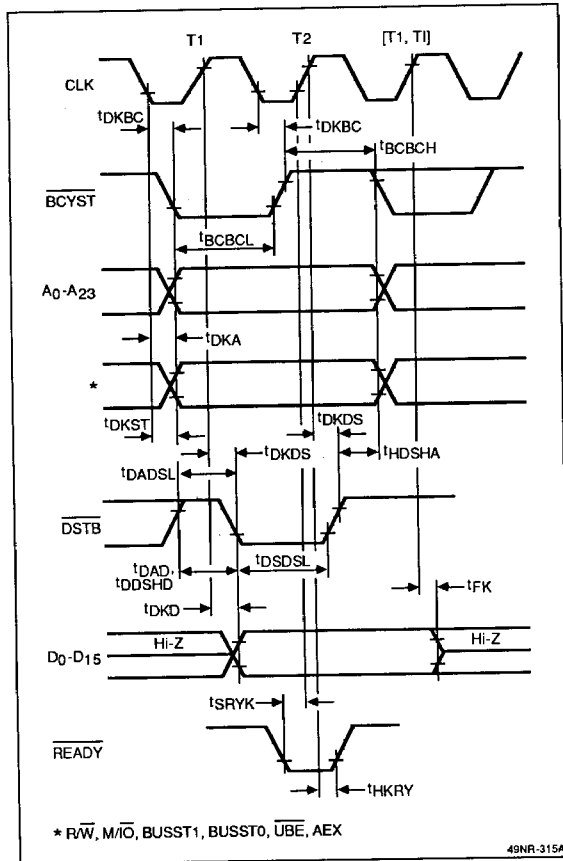 T1 T2 [T1, TI]
CLK
tDKBC tDKBC
tBCBCH
BCYST
tBCBCL
A0-A23
tDKA
*
tDKST tDKDS
tDKDS tHDSHA
tDADSL
DSTB
tDAD, tDSDSL
tDDSHD
tFK
tDKD
Hi-Z Hi-Z
D0-D15
tSRYK
READY
tHKRY
* R/W, M/IO, BUSST1, BUSST0, UBE, AEX
49NR-315A